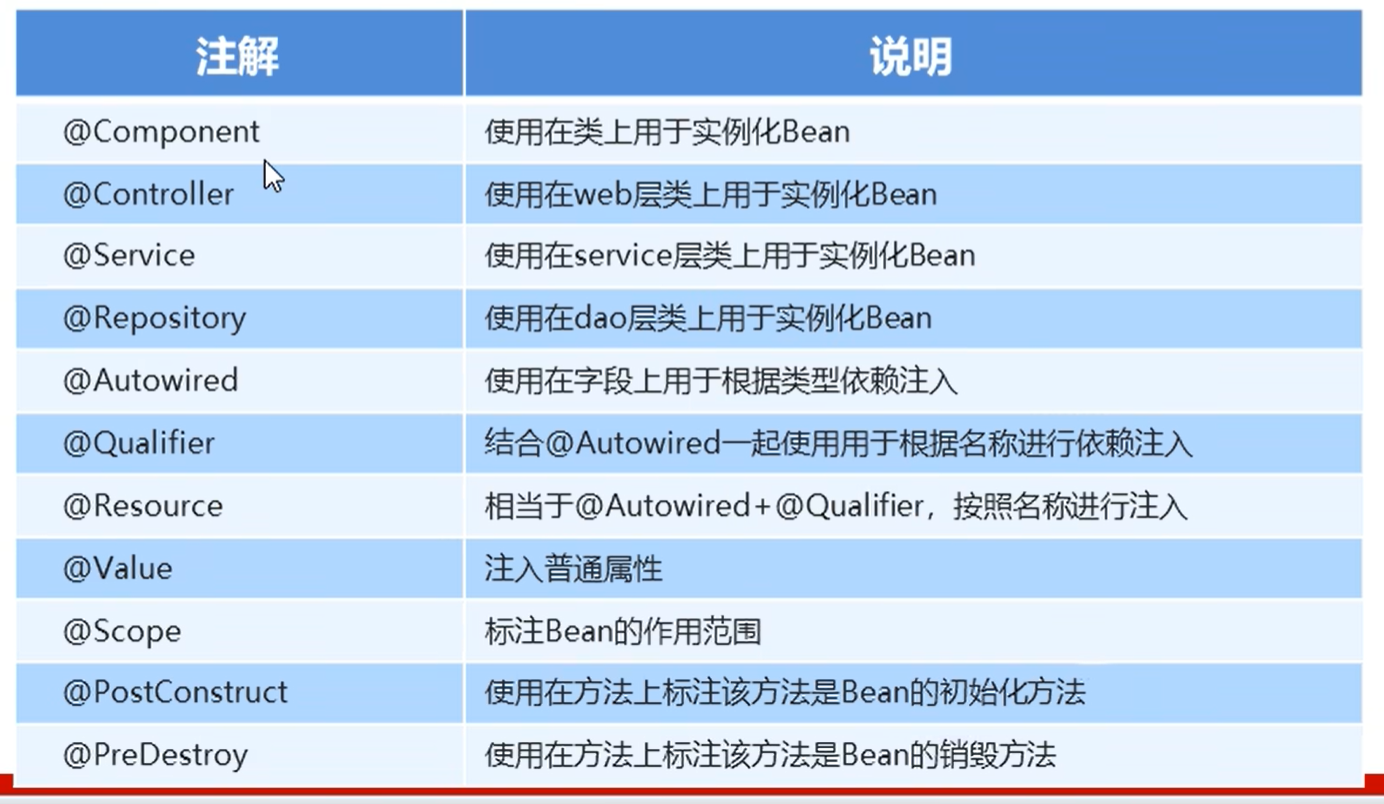 注解 说明
@Component 使用在类上用于实例化Bean
@Controller 使用在web层类上用于实例化Bean
@Service 使用在service层类上用于实例化Bean
@Repository 使用在dao层类上用于实例化Bean
@Autowired 使用在字段上用于根据类型依赖注入
@Qualifier 结合@Autowired一起使用用于根据名称进行依赖注入
@Resource 相当于@Autowired+@Qualifier，按照名称进行注入
@Value 注入普通属性
@Scope 标注Bean的作用范围
@PostConstruct 使用在方法上标注该方法是Bean的初始化方法
@PreDestroy 使用在方法上标注该方法是Bean的销毁方法